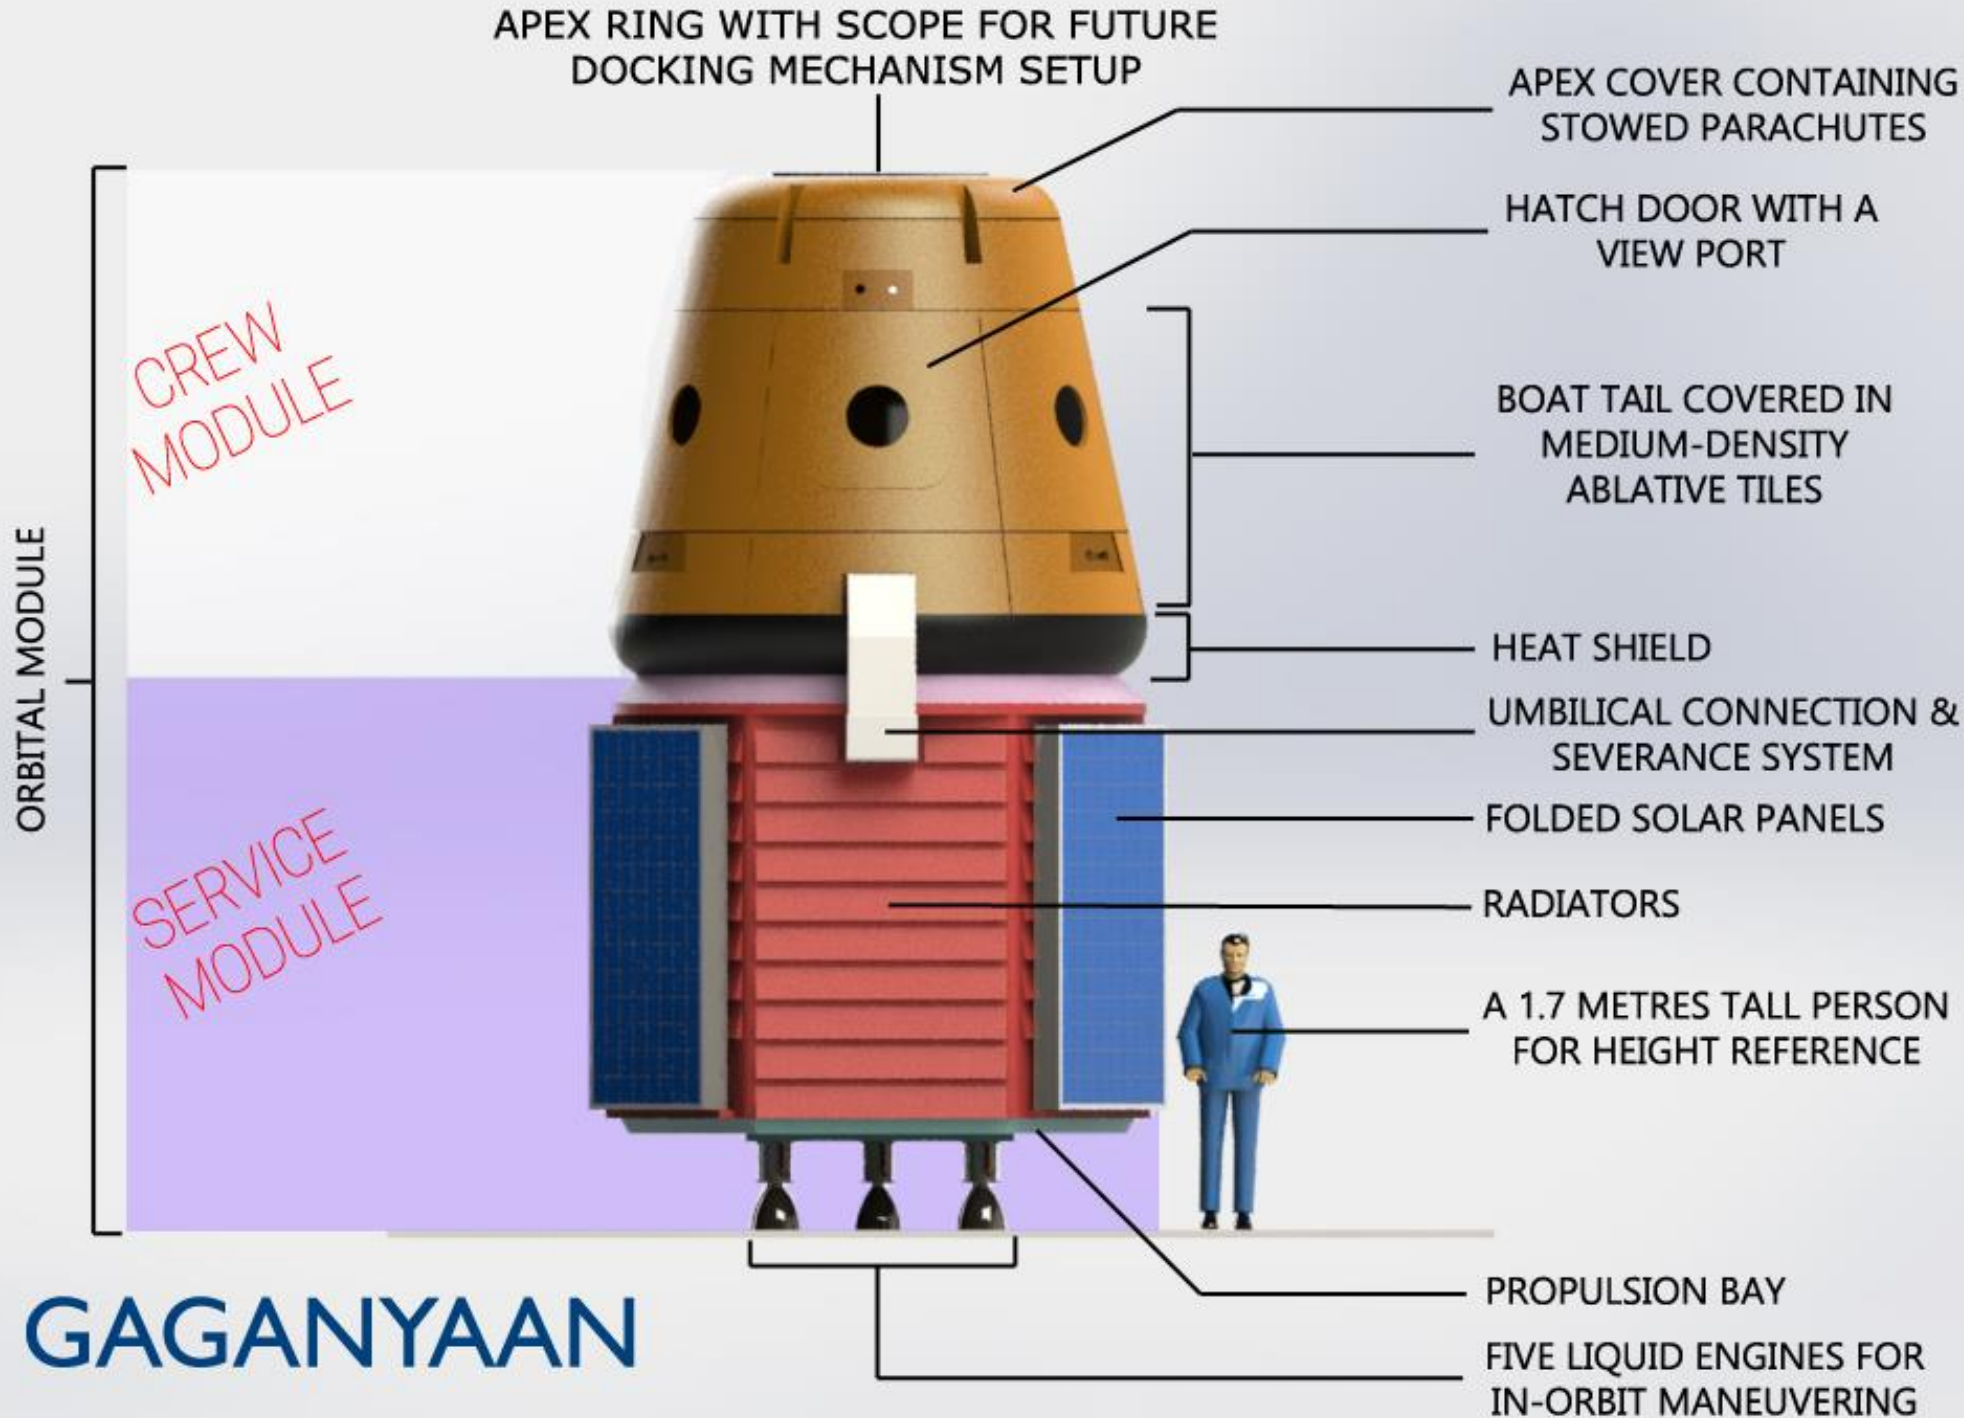 APEX RING WITH SCOPE FOR FUTURE
DOCKING MECHANISM SETUP
APEX COVER CONTAINING
STOWED PARACHUTES
HATCH DOOR WITH A
VIEW PORT
CREW
MODULE
BOAT TAIL COVERED IN
MEDIUM-DENSITY
ABLATIVE TILES
ORBITAL MODULE
HEAT SHIELD
UMBILICAL CONNECTION &
SEVERANCE SYSTEM
FOLDED SOLAR PANELS
SERVICE
MODULE
RADIATORS
A 1.7 METRES TALL PERSON
FOR HEIGHT REFERENCE
PROPULSION BAY
GAGANYAAN
FIVE LIQUID ENGINES FOR
IN-ORBIT MANEUVERING